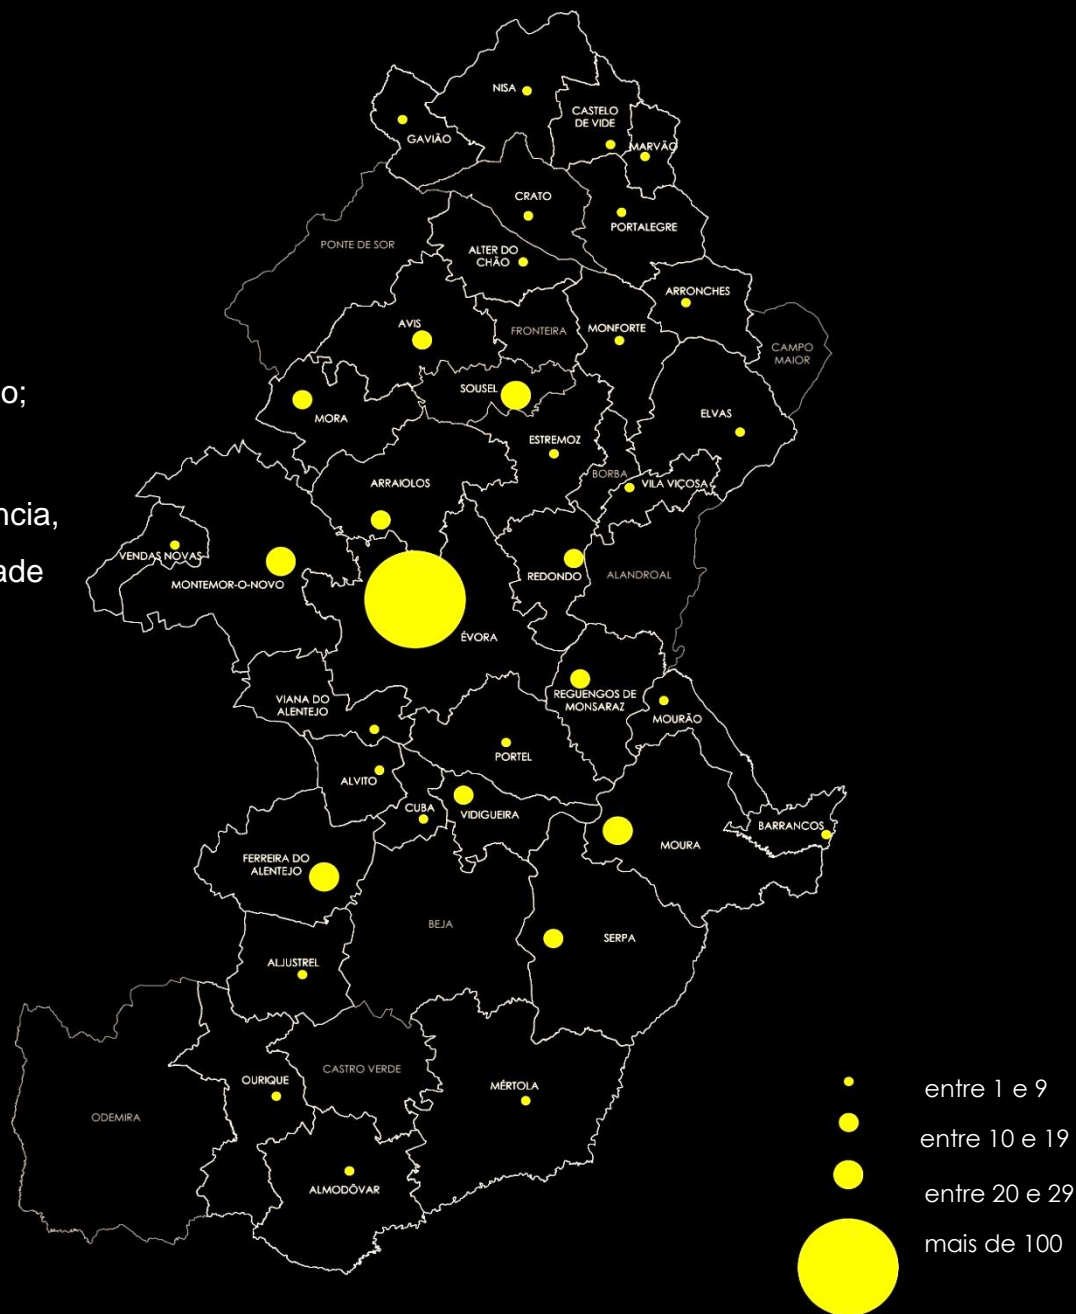 o;
ncia,
ade
NISA
CASTELO
DE VIDE
GAVIÃO
MARVÃO
CRATO
PORTALEGRE
PONTE DE SOR
ALTER DO
CHÃO
ARRONCHES
AVIS
FRONTEIRA
MONFORTE
CAMPO
MAIOR
SOUSEL
MORA
ELVAS
ESTREMOZ
BORBA
VILA VIÇOSA
ARRAIOLOS
VENDAS NOVAS
MONTEMOR-O-NOVO
REDONDO
ALANDROAL
ÉVORA
VIANA DO
ALENTEJO
REGUENGOS DE
MONSARAZ
MOURÃO
PORTEL
ALVITO
CUBA
VIDIGUEIRA
BARRANCOS
MOURA
FERREIRA DO
ALENTEJO
BEJA
SERPA
ALJUSTREL
CASTRO VERDE
OURIQUE
MÉRTOLA
ODEMIRA
ALMODÔVAR
entre 1 e 9
entre 10 e 19
entre 20 e 29
mais de 100